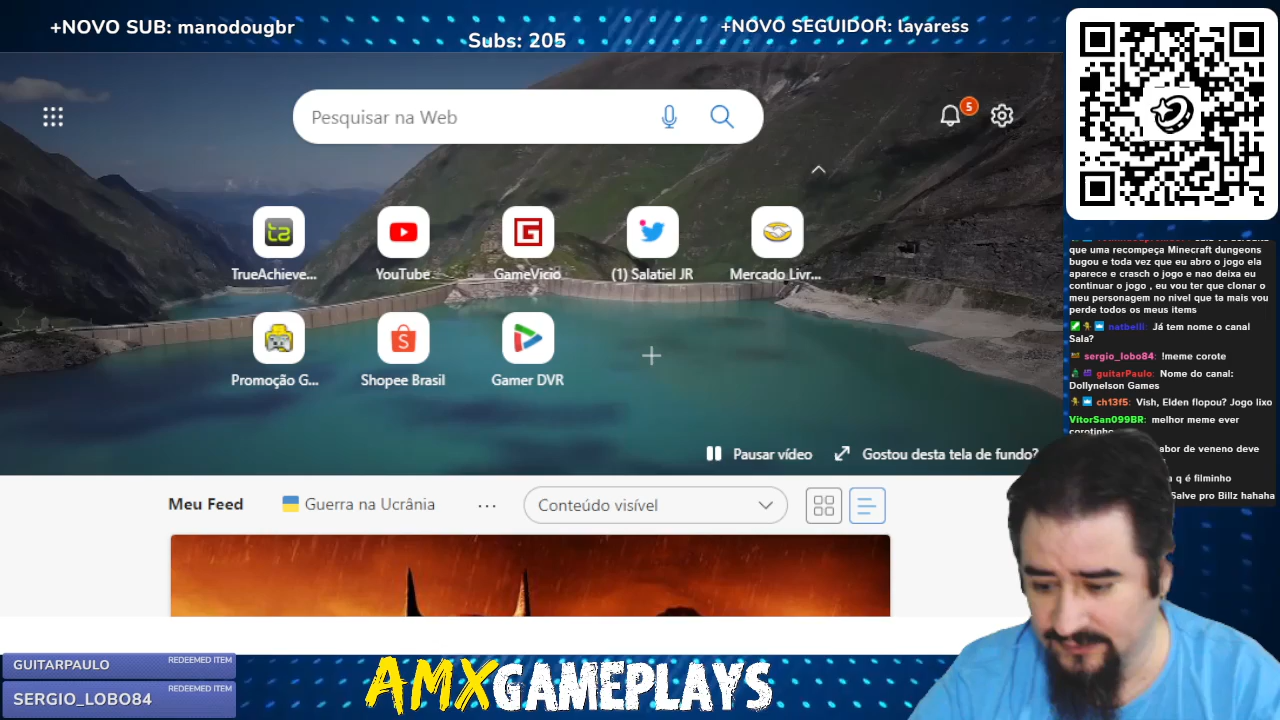 +NOVO SUB: manodougbr
Subs: 205
+NOVO SEGUIDOR: layaress
Pesquisar na Web
5
TrueAchieve...
YouTube
GameVicio
(1) Salatiel JR
Mercado Livr...
Promoção G...
Shopee Brasil
Gamer DVR
Pausar vídeo
Gostou desta tela de fundo?
Meu Feed
Guerra na Ucrânia
...
Conteúdo visível
que uma recompeça Minecraft dungeons
bugou e toda vez que eu abro o jogo ela
aparece e crasch o jogo e nao deixa eu
continuar o jogo , eu vou ter que clonar o
meu personagem no nivel que ta mais vou
perde todos os meus items
natbelli: Já tem nome o canal
Sala?
sergio_lobo84: !meme corote
guitarPaulo: Nome do canal:
Dollynelson Games
ch13f5: Vish, Elden flopou? Jogo lixo
VitorSan099BR: melhor meme ever
corotinho
abor de veneno deve
a q é filminho
Salve pro Billz hahaha
GUITARPAULO
REDEEMED ITEM
SERGIO_LOBO84
REDEEMED ITEM
AMXGAMEPLAYS